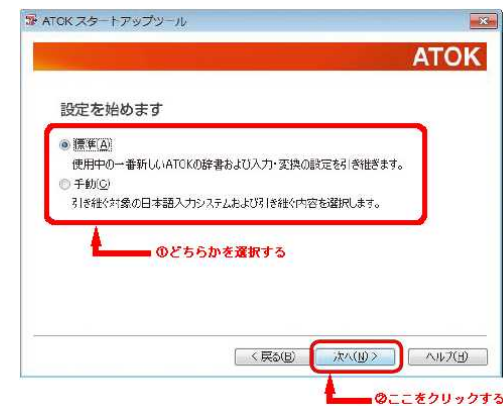 ATOK スタートアップツール
ATOK
設定を始めます
標準(A)
使用中の一番新しいATOKの辞書および入力・変換の設定を引き継ぎます。
手動(C)
引き継ぐ対象の日本語入力システムおよび引き継ぐ内容を選択します。
①どちらかを選択する
< 戻る(B)
次へ(N) >
ヘルプ(H)
②ここをクリックする